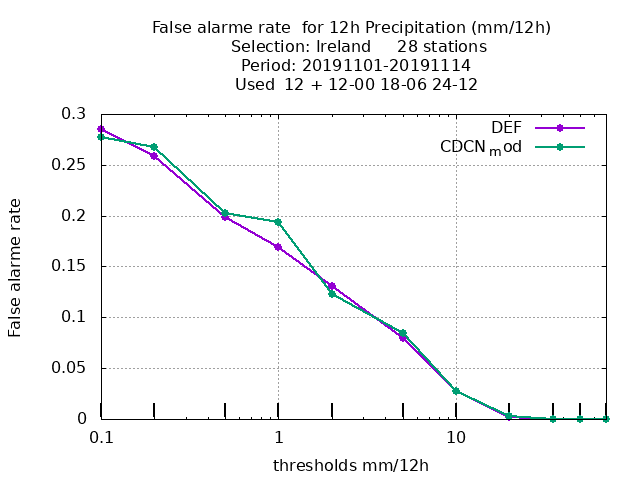 False alarme rate  for 12h Precipitation (mm/12h)
Selection: Ireland     28 stations
Period: 20191101-20191114
Used  12 + 12-00 18-06 24-12
DEF
CDCNmod
0.3
0.25
0.2
0.15
0.1
0.05
0
False alarme rate
0.1
1
10
thresholds mm/12h